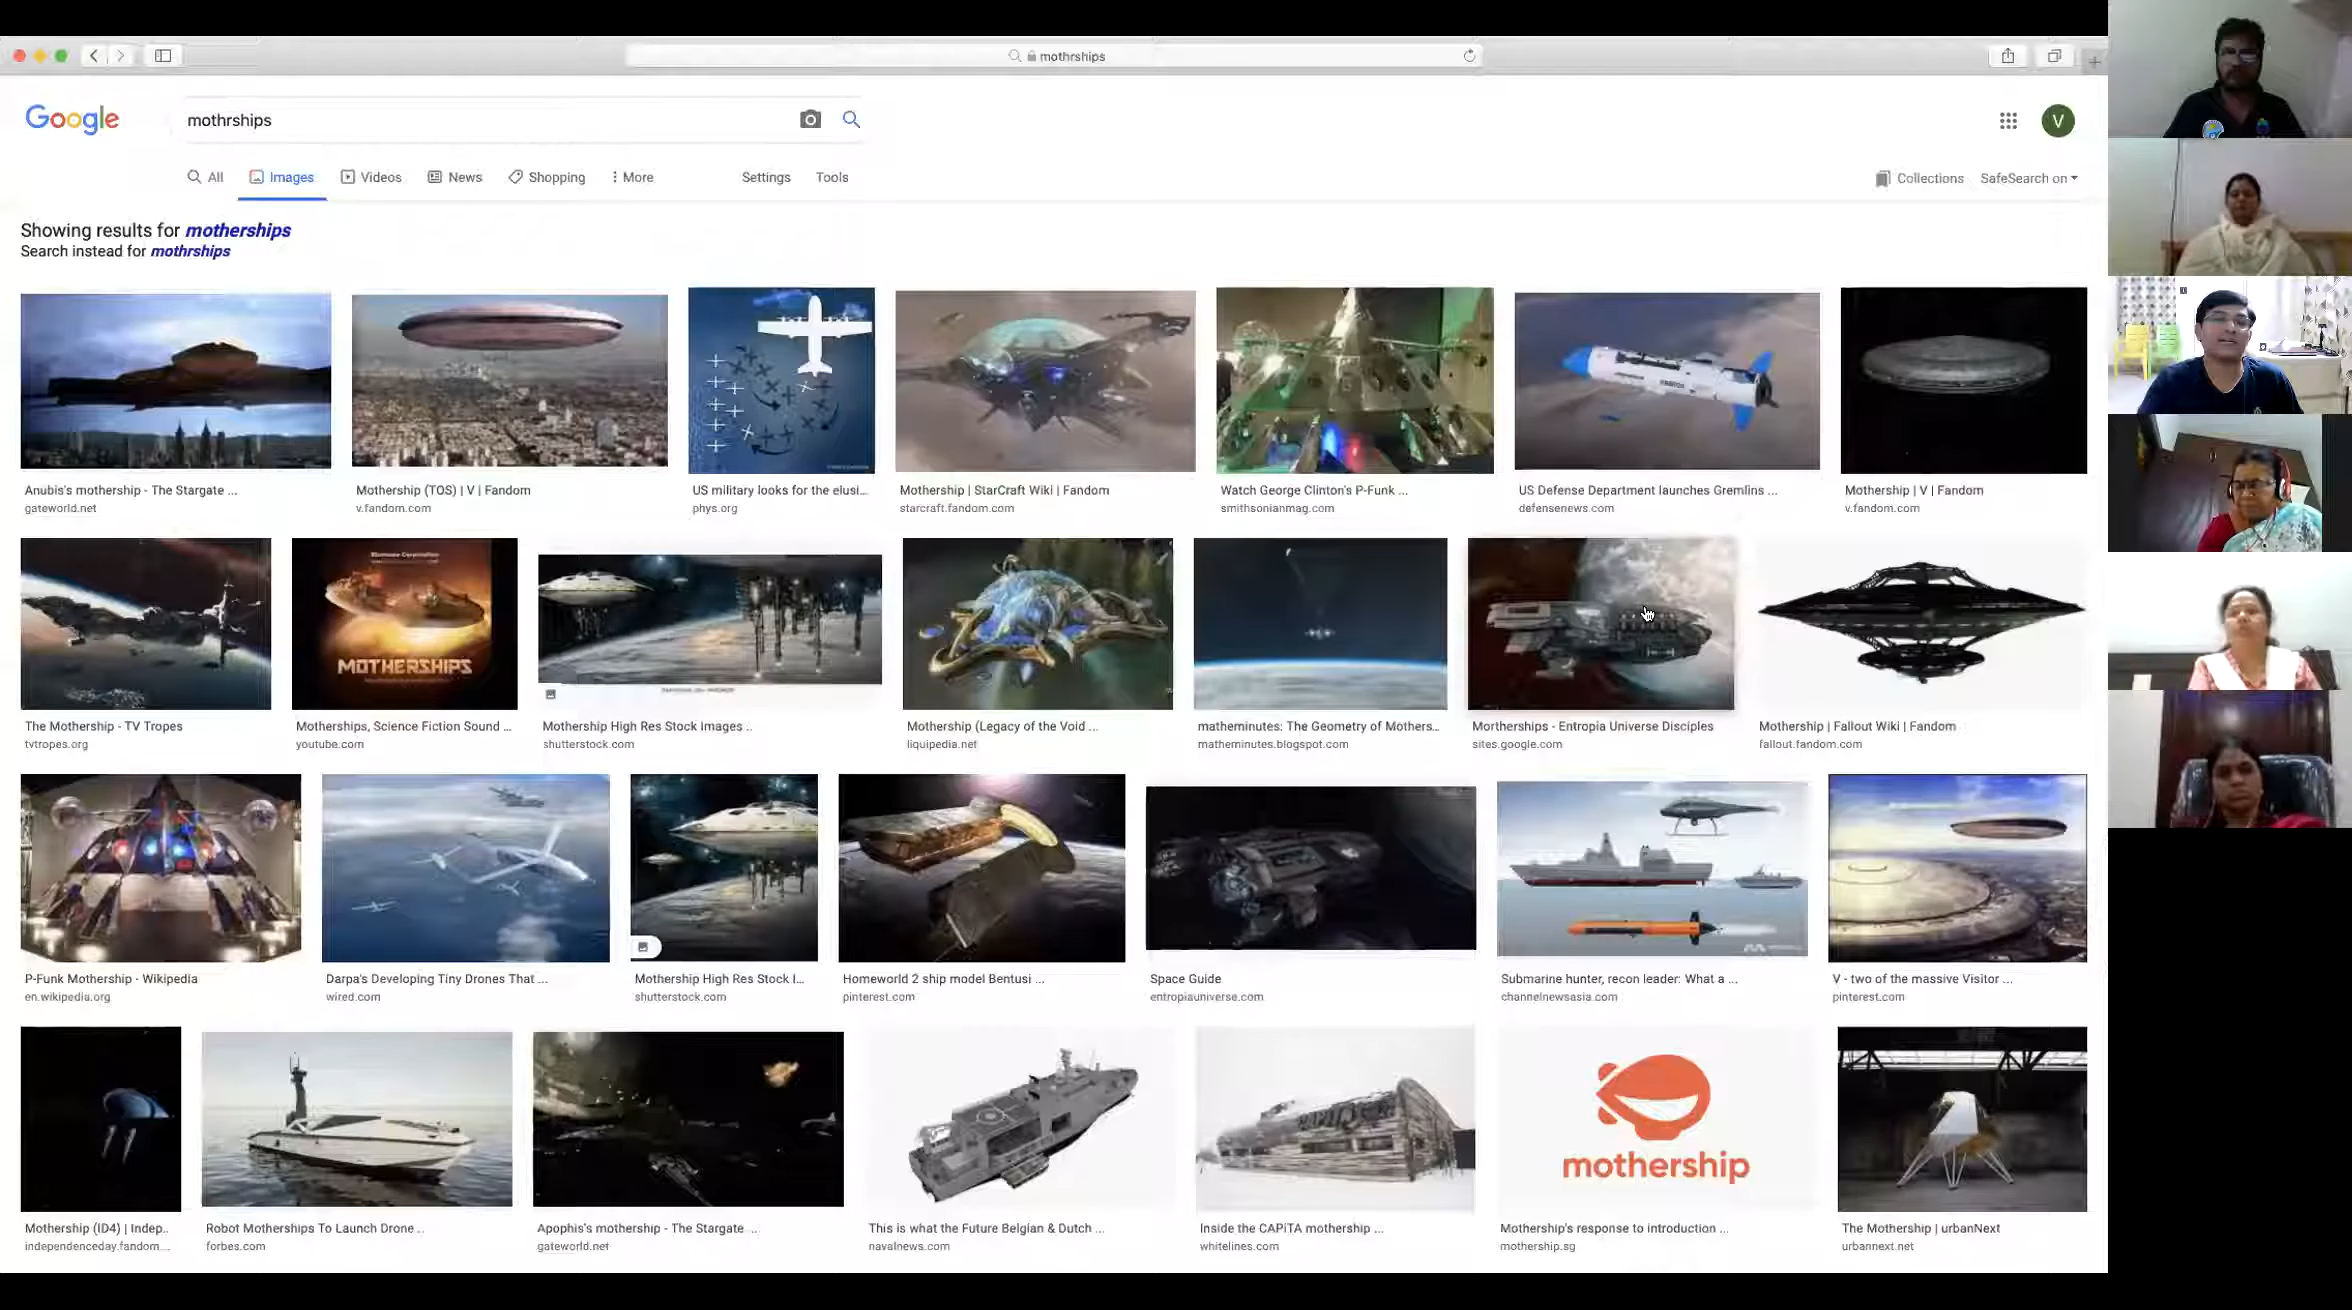 mothrships
Google
mothrships
V
All
Images
Videos
News
Shopping
More
Settings
Tools
Collections
SafeSearch on
Showing results for motherships
Search instead for mothrships
Anubis's mothership - The Stargate ...
gateworld.net
Mothership (TOS) | V | Fandom
v.fandom.com
US military looks for the elusi...
phys.org
Mothership | StarCraft Wiki | Fandom
starcraft.fandom.com
Watch George Clinton's P-Funk ...
smithsonianmag.com
US Defense Department launches Gremlins ...
defensenews.com
Mothership | V | Fandom
v.fandom.com
MOTHERSHIPS
The Mothership - TV Tropes
tvtropes.org
Motherships, Science Fiction Sound ...
youtube.com
Mothership High Res Stock Images ..
shutterstock.com
Mothership (Legacy of the Void ...
liquipedia.net
matheminutes: The Geometry of Mothers...
matheminutes.blogspot.com
Mortherships - Entropia Universe Disciples
sites.google.com
Mothership | Fallout Wiki | Fandom
fallout.fandom.com
P-Funk Mothership - Wikipedia
en.wikipedia.org
Darpa's Developing Tiny Drones That ...
wired.com
Mothership High Res Stock I...
shutterstock.com
Homeworld 2 ship model Bentusi ...
pinterest.com
Space Guide
entropiauniverse.com
Submarine hunter, recon leader: What a ...
channelnewsasia.com
V - two of the massive Visitor ...
pinterest.com
mothership
Mothership (ID4) | Indep..
independenceday.fandom....
Robot Motherships To Launch Drone ..
forbes.com
Apophis's mothership - The Stargate ...
gateworld.net
This is what the Future Belgian & Dutch ...
navalnews.com
Inside the CAPiTA mothership ...
whitelines.com
Mothership's response to introduction ...
mothership.sg
The Mothership | urbanNext
urbannext.net